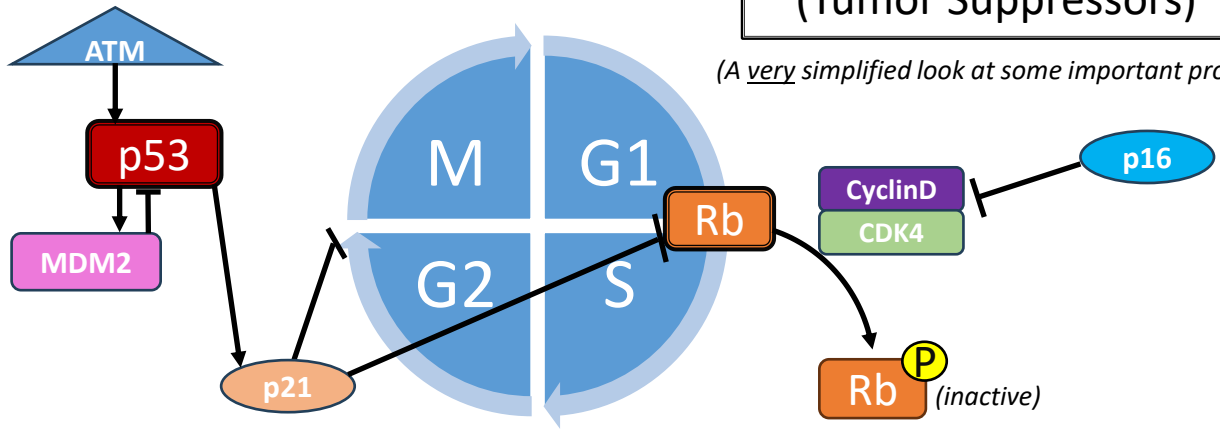 (Tumor Suppressors)
(A very simplified look at some important
ATM
p53
MDM2
p21
M
G1
G2
S
Rb
CyclinD
CDK4
p16
P
Rb
(inactive)